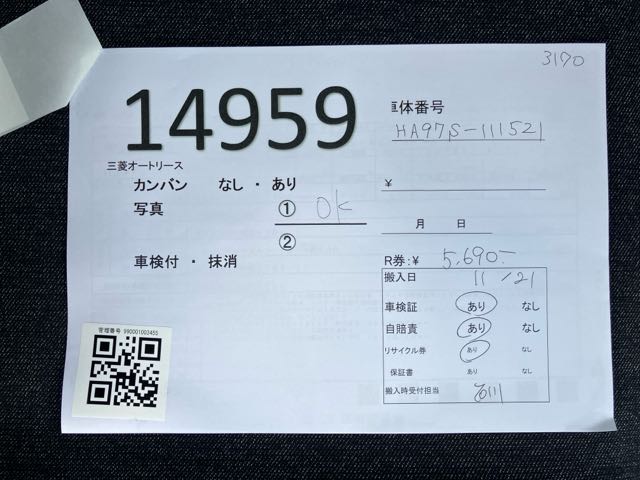 3170
14959
車体番号
HA97S-111521
三菱オートリース
カンバン なし ・ あり
¥
写真 ① OK
月 日
②
車検付 ・ 抹消
R券:¥ 5,690-
搬入日 11/21
車検証 あり なし
自賠責 あり なし
リサイクル券 あり なし
保証書 あり なし
搬入時受付担当
管理番号 990001003455